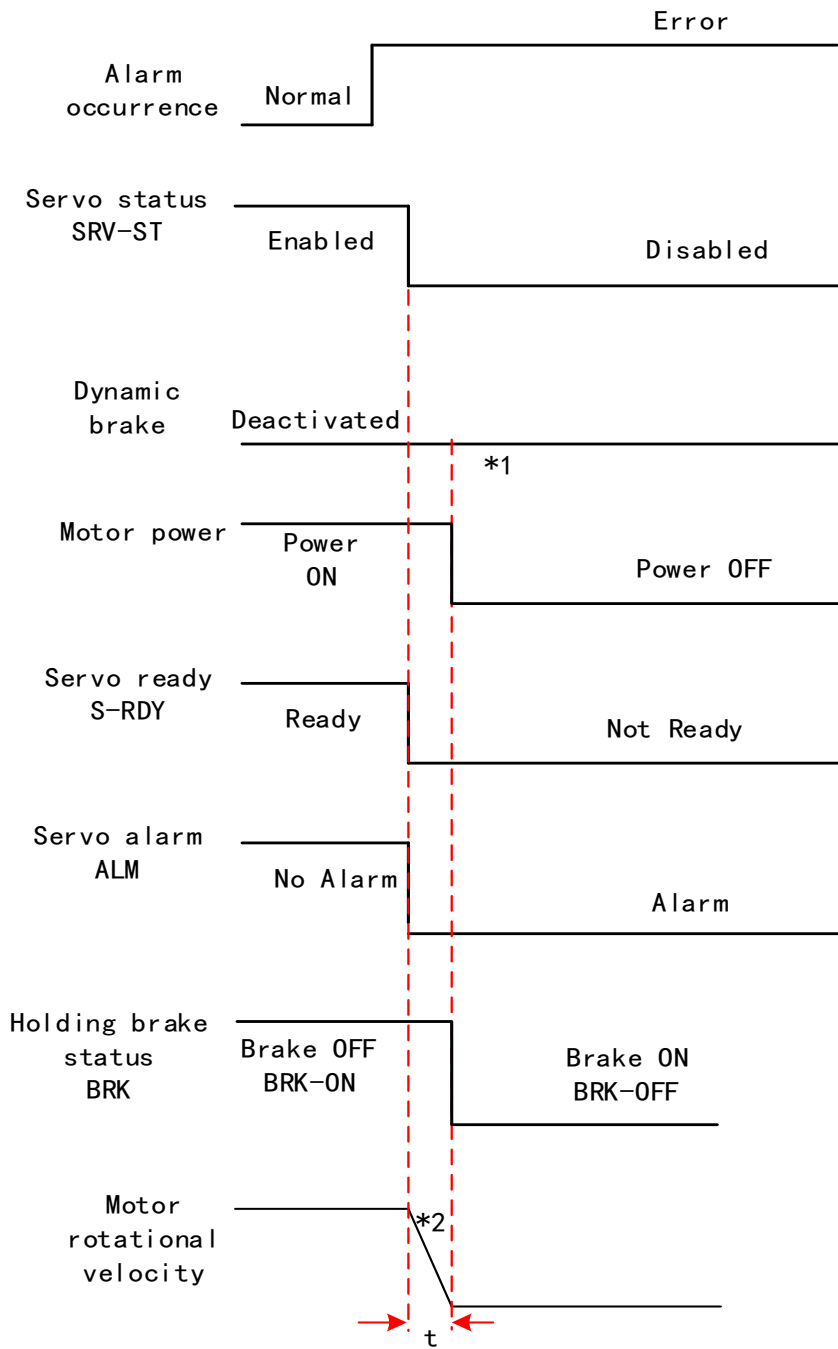 Error
Alarm
occurrence
Normal
Servo status
SRV-ST
Enabled
Disabled
Dynamic
brake
Deactivated
*1
Motor power
Power
ON
Power OFF
Servo ready
S-RDY
Ready
Not Ready
Servo alarm
ALM
No Alarm
Alarm
Holding brake
status
BRK
Brake OFF
BRK-ON
Brake ON
BRK-OFF
Motor
rotational
velocity
*2
t